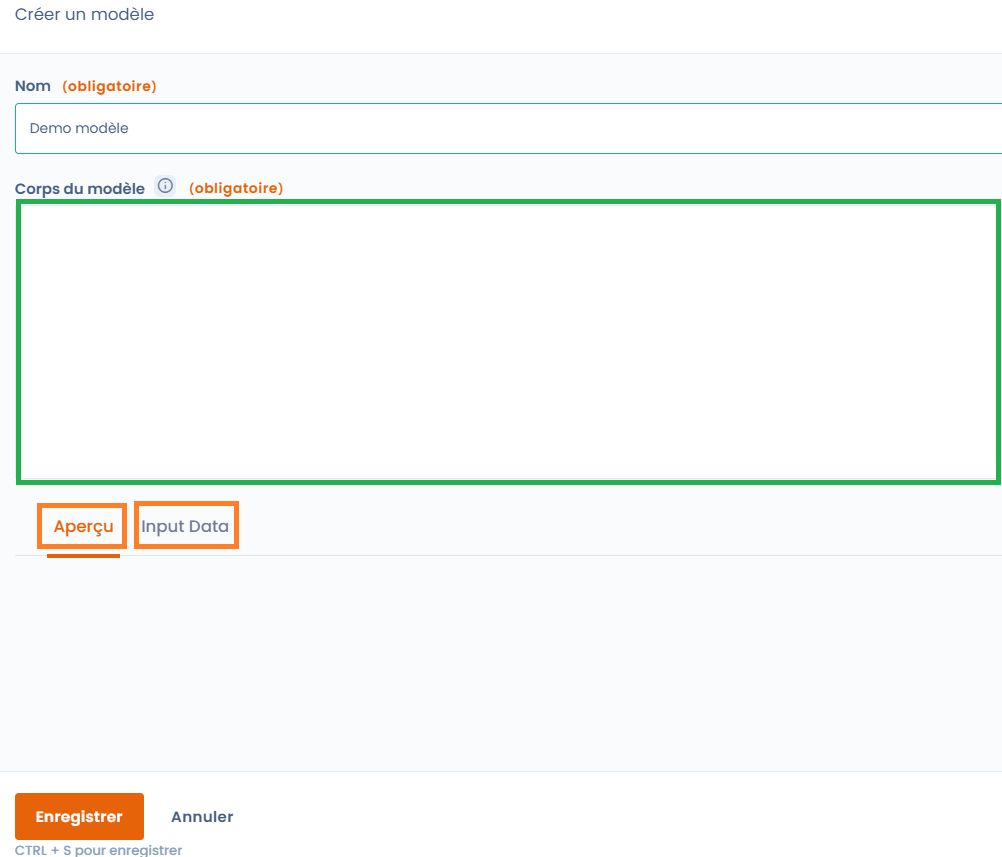 Créer un modèle
Nom (obligatoire)
Demo modèle
Corps du modèle (obligatoire)
Aperçu Input Data
Enregistrer Annuler
CTRL + S pour enregistrer